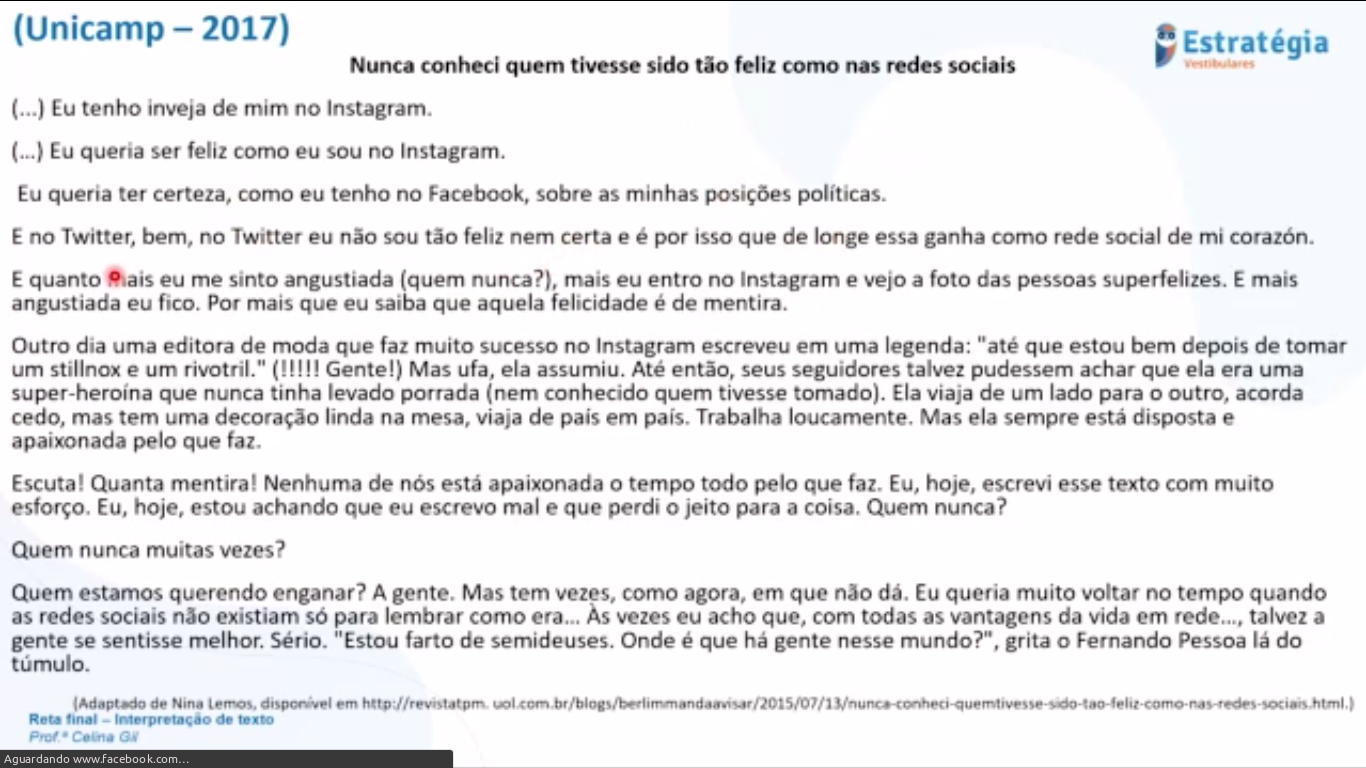 (Unicamp – 2017)
Estratégia
Vestibulares
Nunca conheci quem tivesse sido tão feliz como nas redes sociais
(...) Eu tenho inveja de mim no Instagram.
(...) Eu queria ser feliz como eu sou no Instagram.
Eu queria ter certeza, como eu tenho no Facebook, sobre as minhas posições políticas.
E no Twitter, bem, no Twitter eu não sou tão feliz nem certa e é por isso que de longe essa ganha como rede social de mi corazón.
E quanto mais eu me sinto angustiada (quem nunca?), mais eu entro no Instagram e vejo a foto das pessoas superfelizes. E mais
angustiada eu fico. Por mais que eu saiba que aquela felicidade é de mentira.
Outro dia uma editora de moda que faz muito sucesso no Instagram escreveu em uma legenda: "até que estou bem depois de tomar
um stillnox e um rivotril." (!!!!! Gente!) Mas ufa, ela assumiu. Até então, seus seguidores talvez pudessem achar que ela era uma
super-heroína que nunca tinha levado porrada (nem conhecido quem tivesse tomado). Ela viaja de um lado para o outro, acorda
cedo, mas tem uma decoração linda na mesa, viaja de país em país. Trabalha loucamente. Mas ela sempre está disposta e
apaixonada pelo que faz.
Escuta! Quanta mentira! Nenhuma de nós está apaixonada o tempo todo pelo que faz. Eu, hoje, escrevi esse texto com muito
esforço. Eu, hoje, estou achando que eu escrevo mal e que perdi o jeito para a coisa. Quem nunca?
Quem nunca muitas vezes?
Quem estamos querendo enganar? A gente. Mas tem vezes, como agora, em que não dá. Eu queria muito voltar no tempo quando
as redes sociais não existiam só para lembrar como era... Às vezes eu acho que, com todas as vantagens da vida em rede..., talvez a
gente se sentisse melhor. Sério. "Estou farto de semideuses. Onde é que há gente nesse mundo?", grita o Fernando Pessoa lá do
túmulo.
(Adaptado de Nina Lemos, disponível em http://revistatpm. uol.com.br/blogs/berlimmandaavisar/2015/07/13/nunca-conheci-quemtivesse-sido-tao-feliz-como-nas-redes-sociais.html.)
Reta final – Interpretação de texto
Prof.ª Celina Gil
Aguardando www.facebook.com...